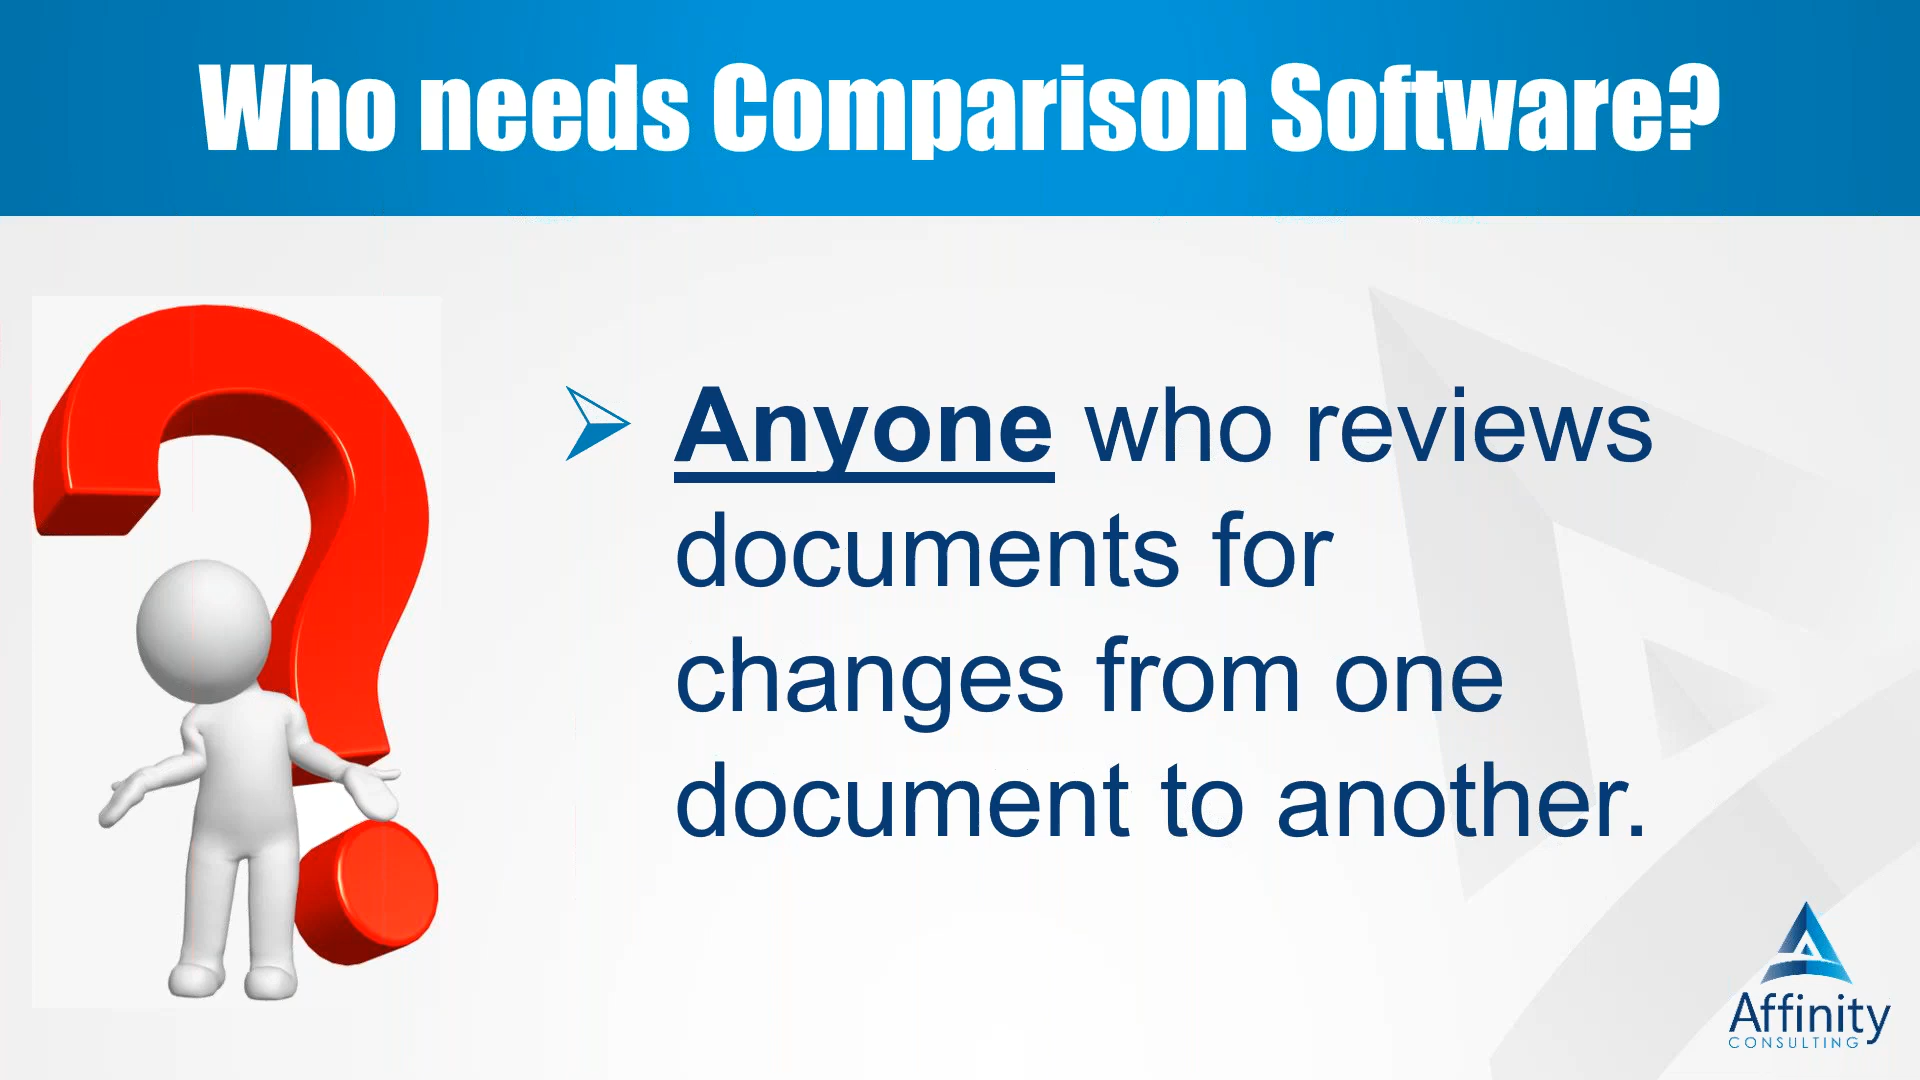 Who needs Comparison Software?
Anyone who reviews
documents for
changes from one
document to another.
Affinity
CONSULTING